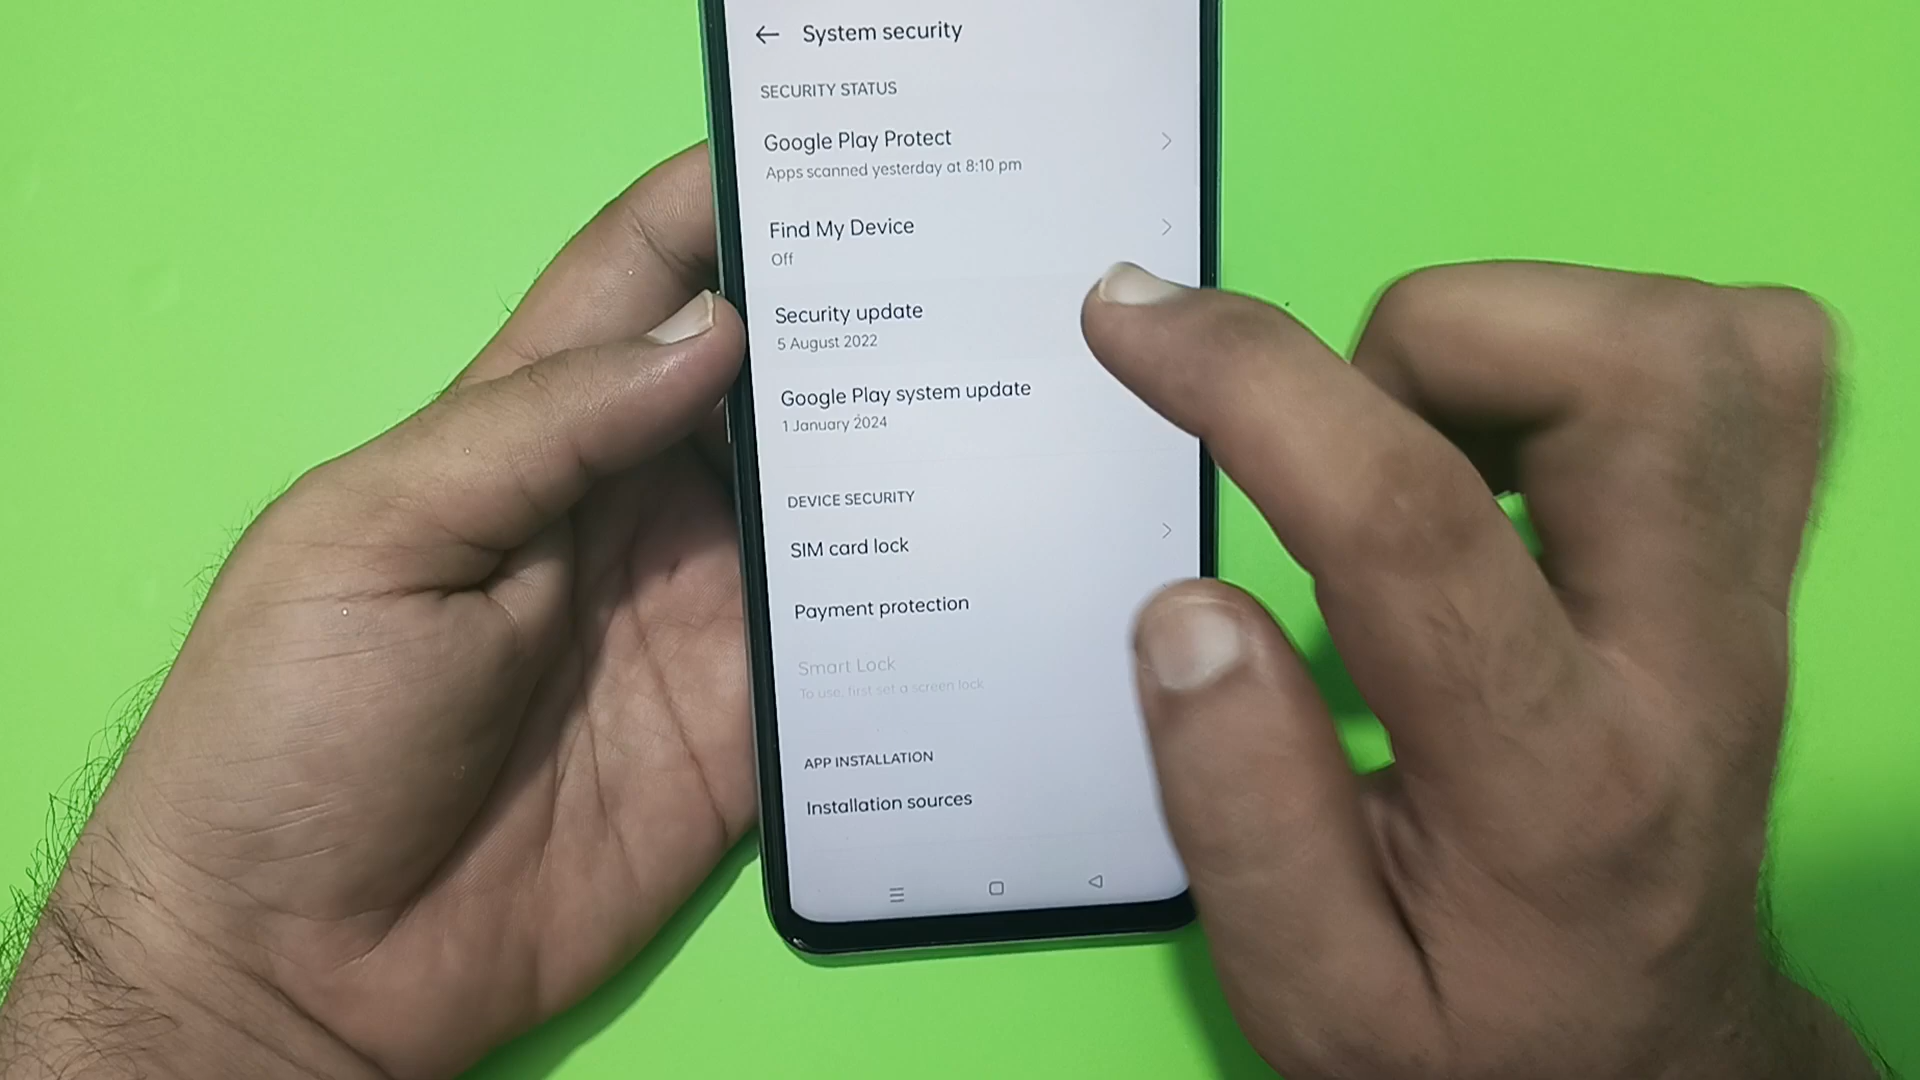 System security
SECURITY STATUS
Google Play Protect
Apps scanned yesterday at 8:10 pm
Find My Device
Off
Security update
5 August 2022
Google Play system update
1 January 2024
DEVICE SECURITY
SIM card lock
Payment protection
Smart Lock
To use, first set a screen lock
APP INSTALLATION
Installation sources